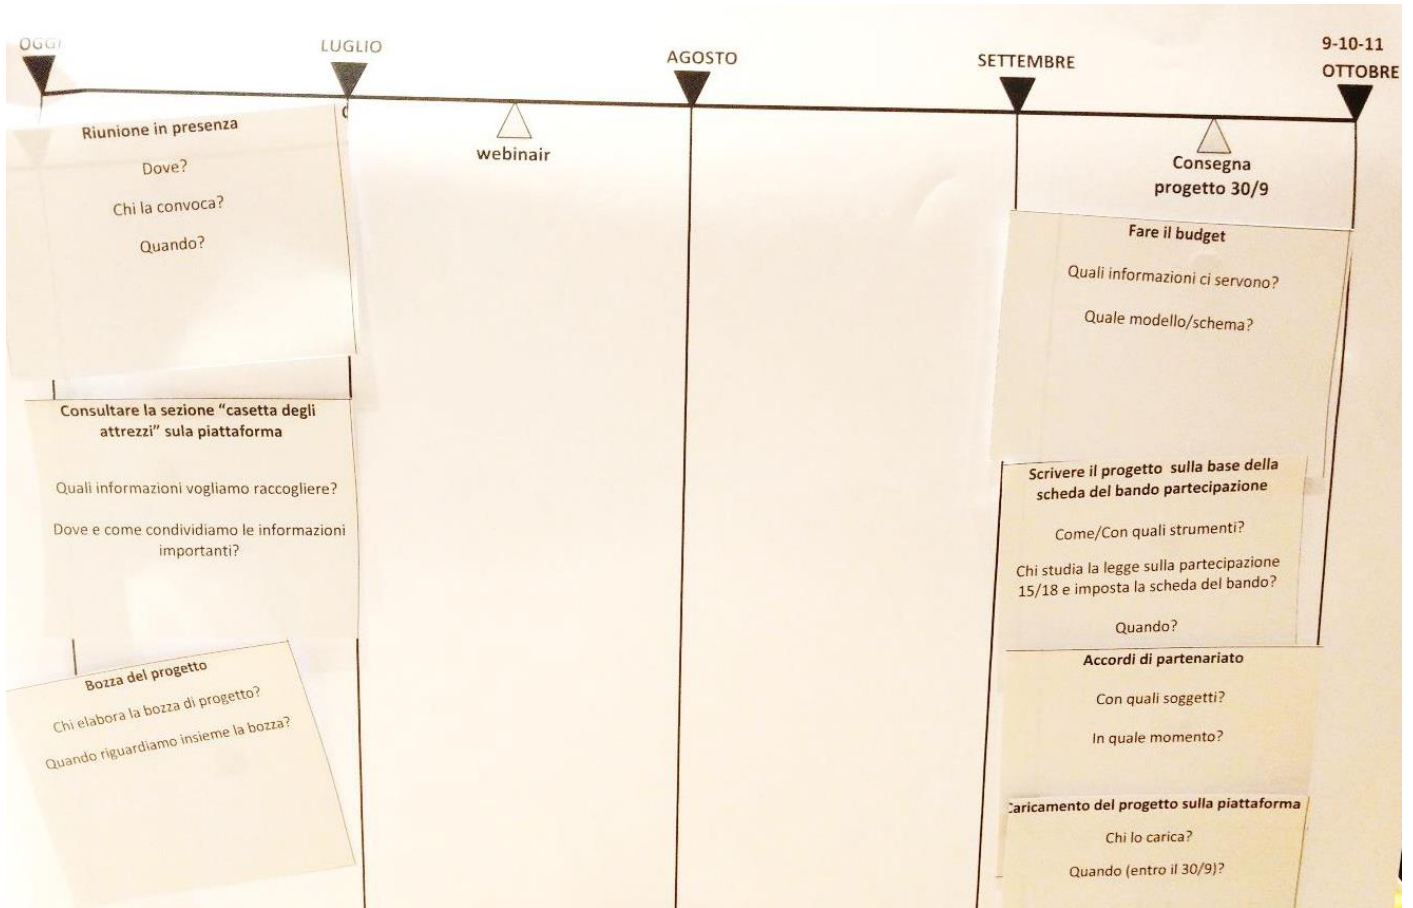 OGGI
LUGLIO
AGOSTO
SETTEMBRE
9-10-11
OTTOBRE
webinair
Consegna
progetto 30/9
Riunione in presenza
Dove?
Chi la convoca?
Quando?
Consultare la sezione “casetta degli
attrezzi” sula piattaforma
Quali informazioni vogliamo raccogliere?
Dove e come condividiamo le informazioni
importanti?
Bozza del progetto
Chi elabora la bozza di progetto?
Quando riguardiamo insieme la bozza?
Fare il budget
Quali informazioni ci servono?
Quale modello/schema?
Scrivere il progetto sulla base della
scheda del bando partecipazione
Come/Con quali strumenti?
Chi studia la legge sulla partecipazione
15/18 e imposta la scheda del bando?
Quando?
Accordi di partenariato
Con quali soggetti?
In quale momento?
Caricamento del progetto sulla piattaforma
Chi lo carica?
Quando (entro il 30/9)?